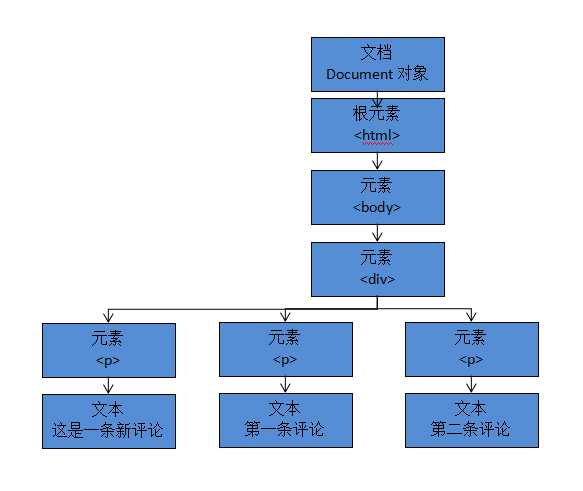 文档
Document 对象
根元素
<html>
元素
<body>
元素
<div>
元素
<p>
元素
<p>
元素
<p>
文本
这是一条新评论
文本
第一条评论
文本
第二条评论